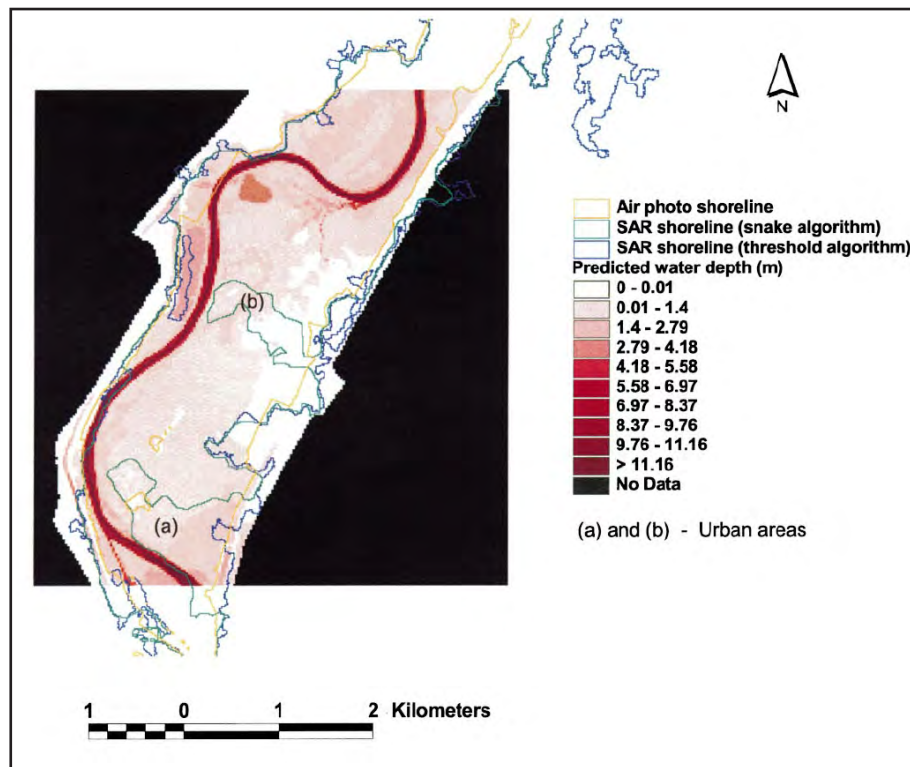 N
Air photo shoreline
SAR shoreline (snake algorithm)
SAR shoreline (threshold algorithm)
Predicted water depth (m)
0 - 0.01
0.01 - 1.4
1.4 - 2.79
2.79 - 4.18
4.18 - 5.58
5.58 - 6.97
6.97 - 8.37
8.37 - 9.76
9.76 - 11.16
> 11.16
No Data
(a) and (b) - Urban areas
(b)
(a)
1 0 1 2 Kilometers